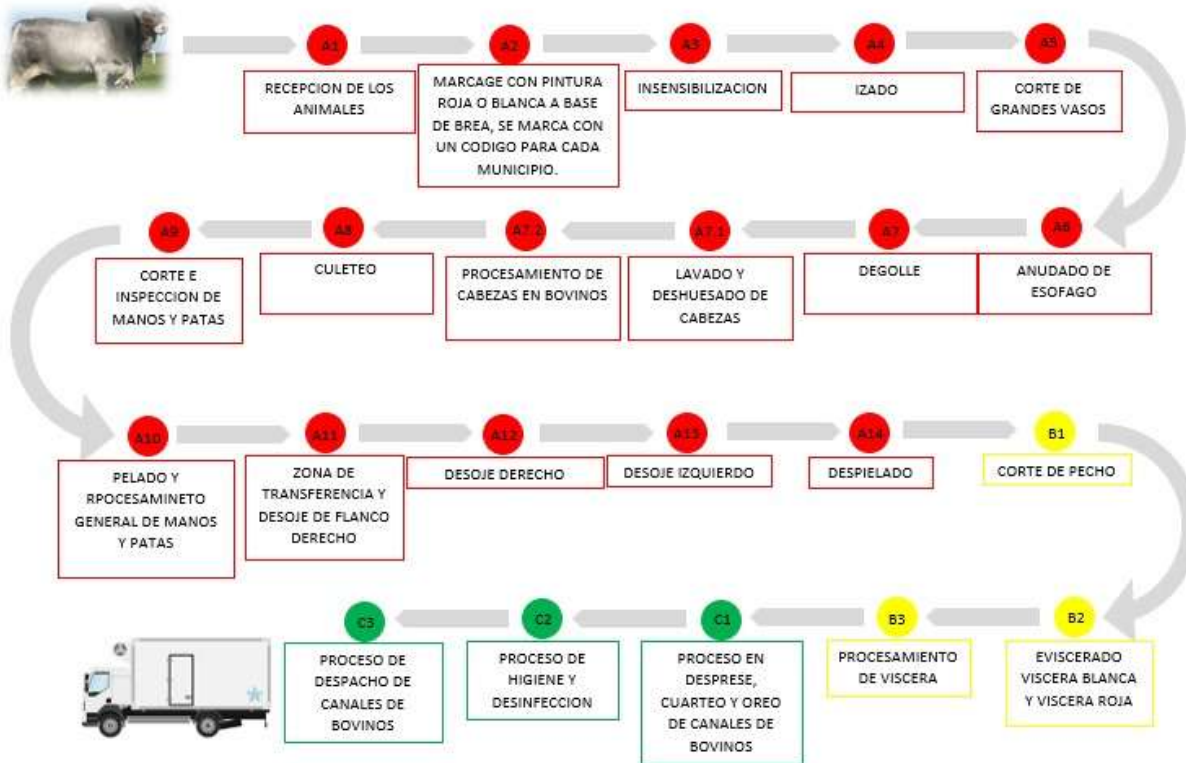 A1
RECEPCION DE LOS
ANIMALES
A2
MARCAGE CON PINTURA
ROJA O BLANCA A BASE
DE BREA, SE MARCA CON
UN CODIGO PARA CADA
MUNICIPIO.
A3
INSENSIBILIZACION
A4
IZADO
A5
CORTE DE
GRANDES VASOS
A6
ANUDADO DE
ESOFAGO
A7
DEGOLLE
A7.1
LAVADO Y
DESHUESADO DE
CABEZAS
A7.2
PROCESAMIENTO DE
CABEZAS EN BOVINOS
A8
CULETEO
A9
CORTE E
INSPECCION DE
MANOS Y PATAS
A10
PELADO Y
RPOCESAMINETO
GENERAL DE MANOS
Y PATAS
A11
ZONA DE
TRANSFERENCIA Y
DESOJE DE FLANCO
DERECHO
A12
DESOJE DERECHO
A13
DESOJE IZQUIERDO
A14
DESPIELADO
B1
CORTE DE PECHO
B2
EVISCERADO
VISCERA BLANCA
Y VISCERA ROJA
B3
PROCESAMIENTO
DE VISCERA
C1
PROCESO EN
DESPRESE,
CUARTEO Y OREO
DE CANALES DE
BOVINOS
C2
PROCESO DE
HIGIENE Y
DESINFECCION
C3
PROCESO DE
DESPACHO DE
CANALES DE
BOVINOS